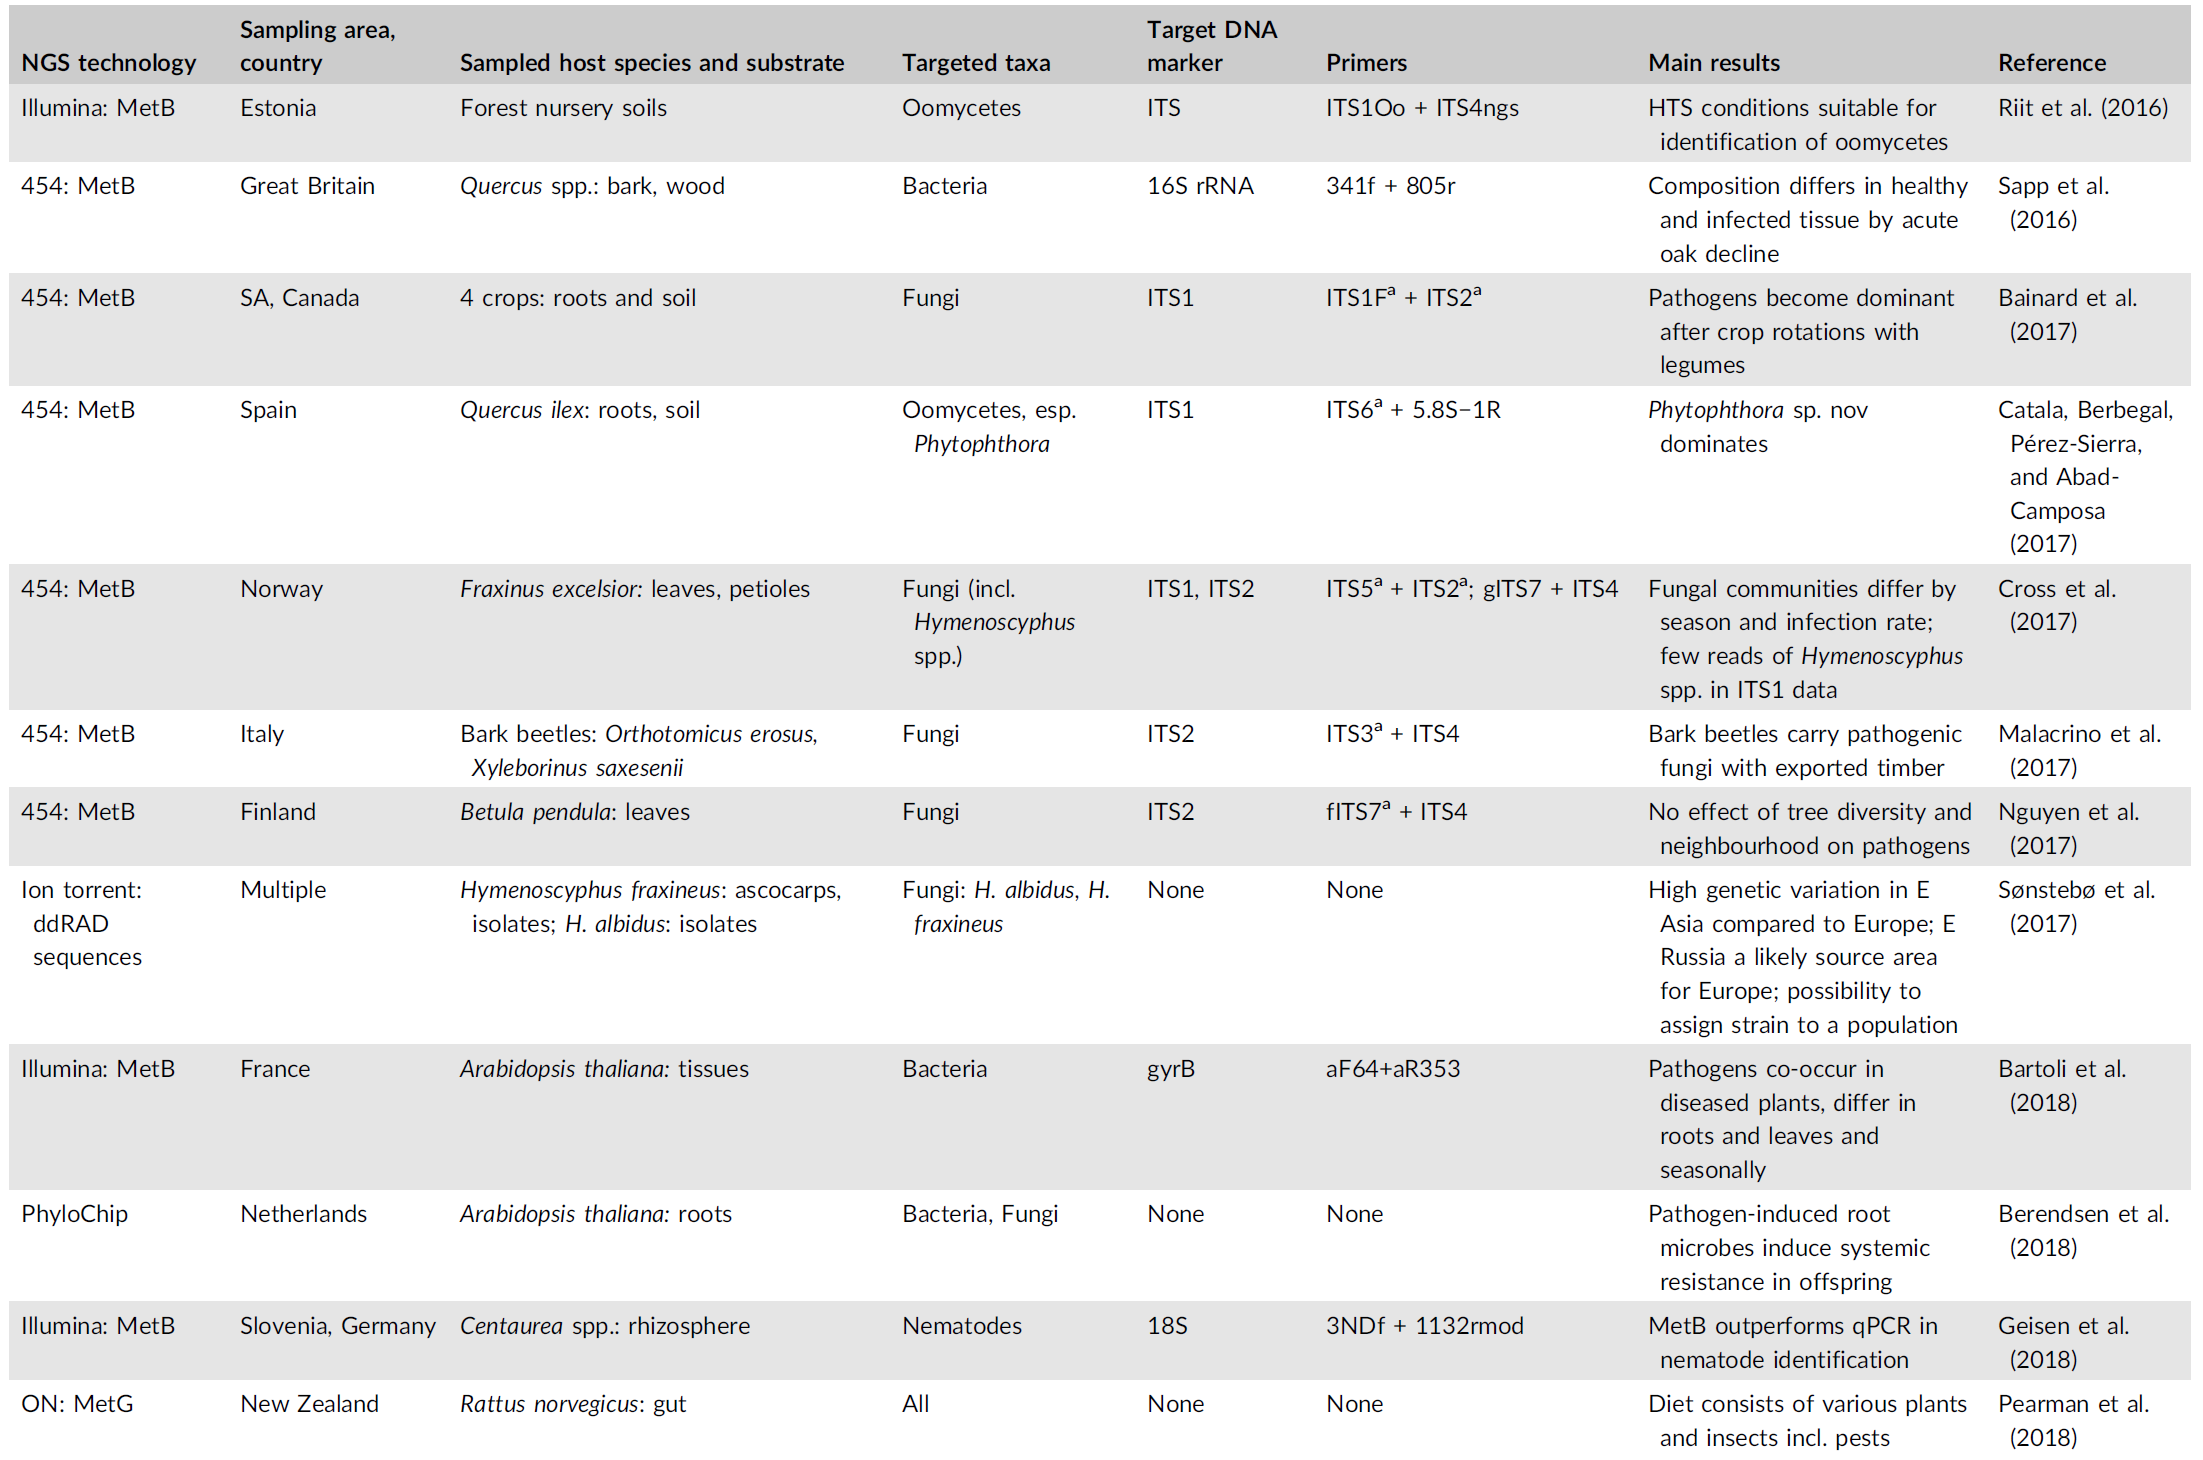 NGS technology Sampling area, country Sampled host species and substrate Targeted taxa Target DNA marker Primers Main results Reference
Illumina: MetB Estonia Forest nursery soils Oomycetes ITS ITS1Oo + ITS4ngs HTS conditions suitable for identification of oomycetes Riit et al. (2016)
454: MetB Great Britain Quercus spp.: bark, wood Bacteria 16S rRNA 341f + 805r Composition differs in healthy and infected tissue by acute oak decline Sapp et al. (2016)
454: MetB SA, Canada 4 crops: roots and soil Fungi ITS1 ITS1Fᵃ + ITS2ᵃ Pathogens become dominant after crop rotations with legumes Bainard et al. (2017)
454: MetB Spain Quercus ilex: roots, soil Oomycetes, esp. Phytophthora ITS1 ITS6ᵃ + 5.8S−1R Phytophthora sp. nov dominates Catala, Berbegal, Pérez-Sierra, and Abad-Camposa (2017)
454: MetB Norway Fraxinus excelsior: leaves, petioles Fungi (incl. Hymenoscyphus spp.) ITS1, ITS2 ITS5ᵃ + ITS2ᵃ; gITS7 + ITS4 Fungal communities differ by season and infection rate; few reads of Hymenoscyphus spp. in ITS1 data Cross et al. (2017)
454: MetB Italy Bark beetles: Orthotomicus erosus, Xyleborinus saxesenii Fungi ITS2 ITS3ᵃ + ITS4 Bark beetles carry pathogenic fungi with exported timber Malacrino et al. (2017)
454: MetB Finland Betula pendula: leaves Fungi ITS2 fITS7ᵃ + ITS4 No effect of tree diversity and neighbourhood on pathogens Nguyen et al. (2017)
Ion torrent: ddRAD sequences Multiple Hymenoscyphus fraxineus: ascocarps, isolates; H. albidus: isolates Fungi: H. albidus, H. fraxineus None None High genetic variation in E Asia compared to Europe; E Russia a likely source area for Europe; possibility to assign strain to a population Sønstebø et al. (2017)
Illumina: MetB France Arabidopsis thaliana: tissues Bacteria gyrB aF64+aR353 Pathogens co-occur in diseased plants, differ in roots and leaves and seasonally Bartoli et al. (2018)
PhyloChip Netherlands Arabidopsis thaliana: roots Bacteria, Fungi None None Pathogen-induced root microbes induce systemic resistance in offspring Berendsen et al. (2018)
Illumina: MetB Slovenia, Germany Centaurea spp.: rhizosphere Nematodes 18S 3NDf + 1132rmod MetB outperforms qPCR in nematode identification Geisen et al. (2018)
ON: MetG New Zealand Rattus norvegicus: gut All None None Diet consists of various plants and insects incl. pests Pearman et al. (2018)